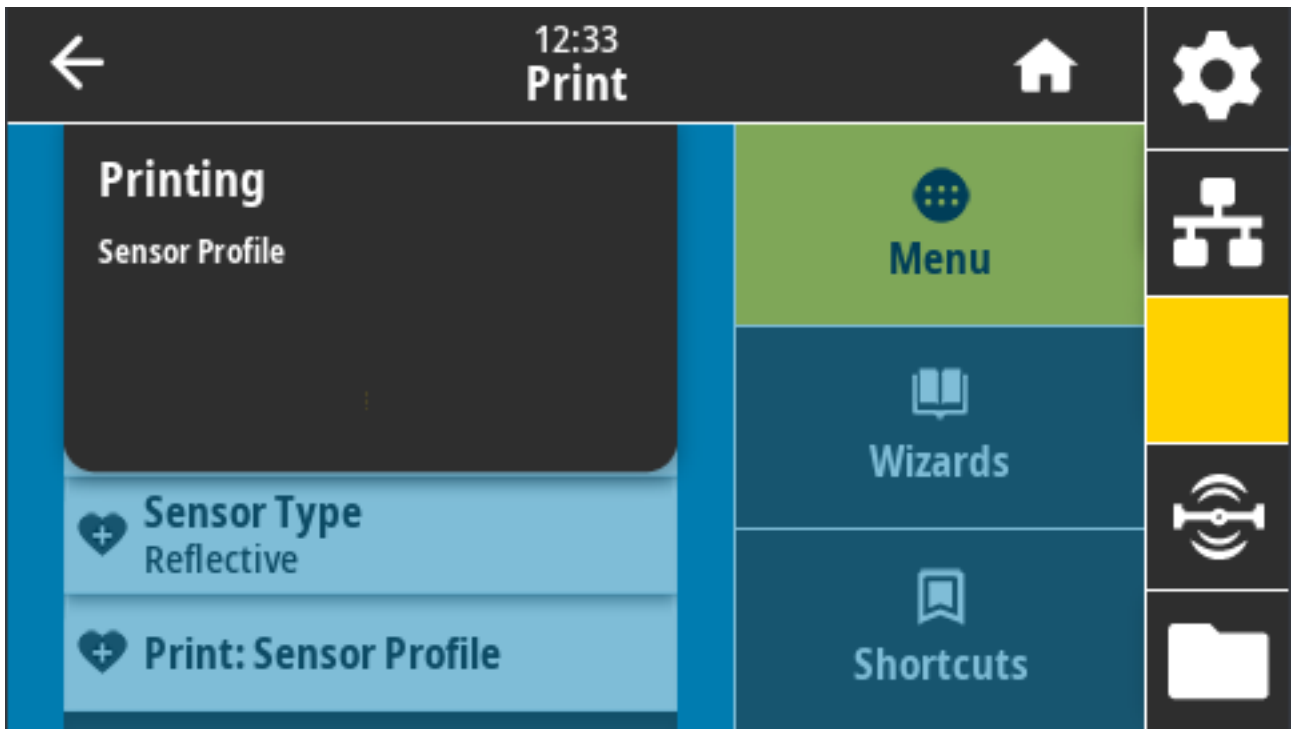 12:33
Print
Printing
Sensor Profile
Sensor Type
Reflective
Print: Sensor Profile
Menu
Wizards
Shortcuts